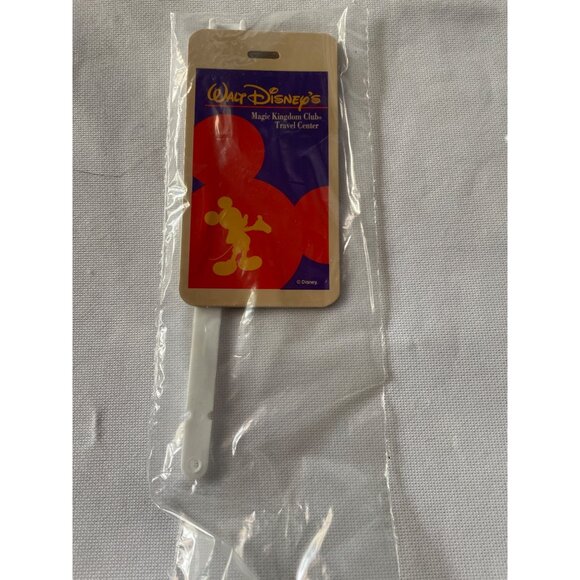 WALT DISNEY'S
Magic Kingdom Club®
Travel Center
© Disney.